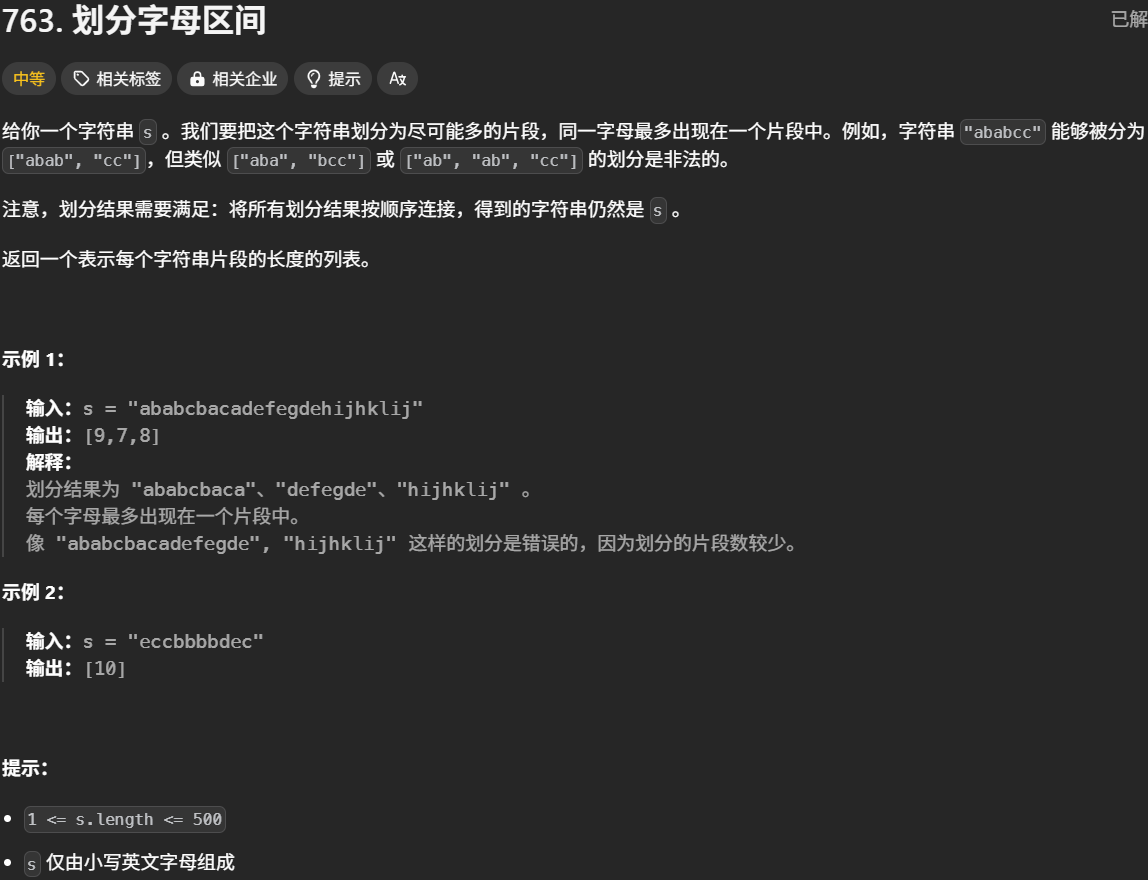 763. 划分字母区间
已解
中等 相关标签 相关企业 提示 Az
给你一个字符串 s 。我们要把这个字符串划分为尽可能多的片段，同一字母最多出现在一个片段中。例如，字符串 "ababcc" 能够被分为
["abab", "cc"]，但类似 ["aba", "bcc"] 或 ["ab", "ab", "cc"] 的划分是非法的。
注意，划分结果需要满足：将所有划分结果按顺序连接，得到的字符串仍然是 s 。
返回一个表示每个字符串片段的长度的列表。
示例 1：
输入：s = "ababcbacadefegdehijhklij"
输出：[9,7,8]
解释：
划分结果为 "ababcbaca"、"defegde"、"hijhklij" 。
每个字母最多出现在一个片段中。
像 "ababcbacadefegde", "hijhklij" 这样的划分是错误的，因为划分的片段数较少。
示例 2：
输入：s = "eccbbbbdec"
输出：[10]
提示：
• 1 <= s.length <= 500
• s 仅由小写英文字母组成